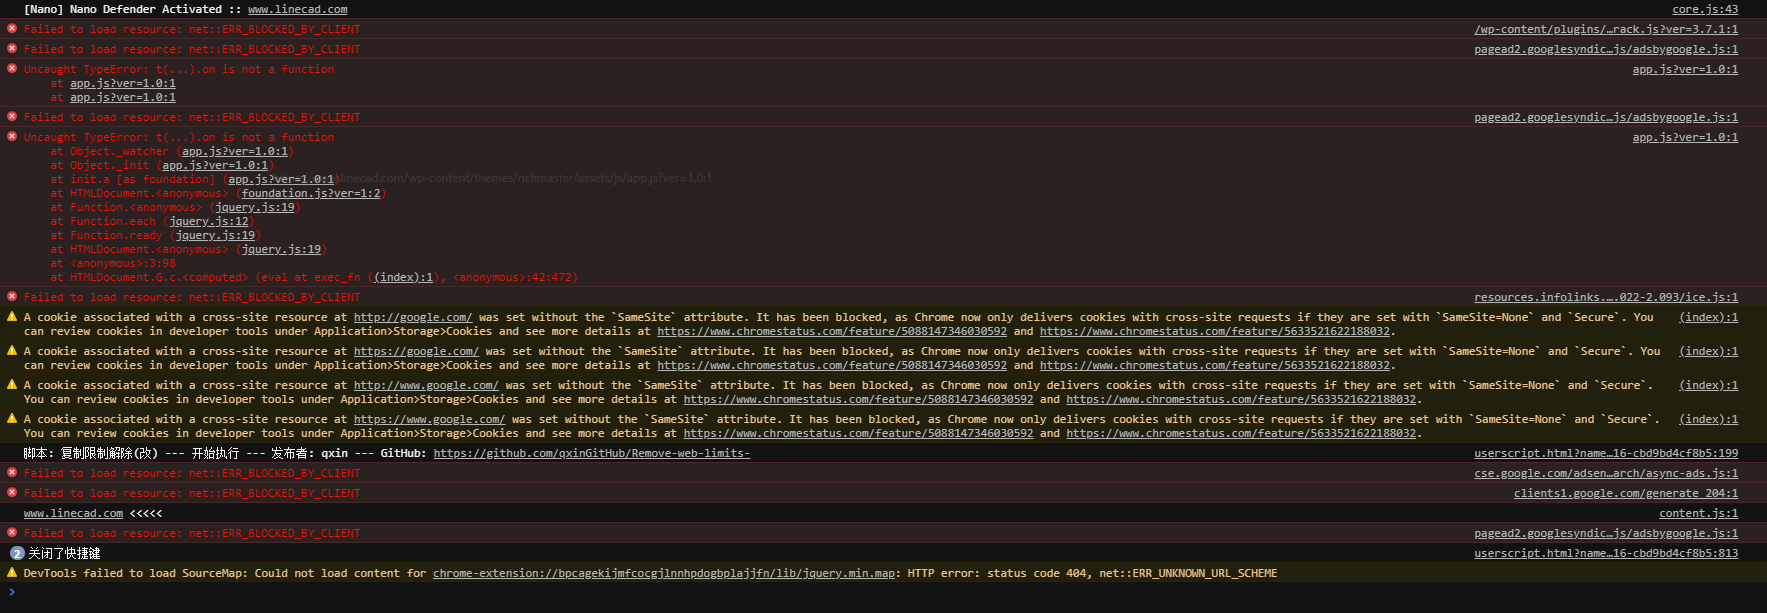 [Nano] Nano Defender Activated :: www.linecad.com core.js:43
Failed to load resource: net::ERR_BLOCKED_BY_CLIENT /wp-content/plugins/…rack.js?ver=3.7.1:1
Failed to load resource: net::ERR_BLOCKED_BY_CLIENT pagead2.googlesyndic…js/adsbygoogle.js:1
Uncaught TypeError: t(...).on is not a function app.js?ver=1.0:1
at app.js?ver=1.0:1
at app.js?ver=1.0:1
Failed to load resource: net::ERR_BLOCKED_BY_CLIENT pagead2.googlesyndic…js/adsbygoogle.js:1
Uncaught TypeError: t(...).on is not a function app.js?ver=1.0:1
at Object._watcher (app.js?ver=1.0:1)
at Object._init (app.js?ver=1.0:1)
at init.a [as foundation] (app.js?ver=1.0:1) linecad.com/wp-content/themes/richmaster/assets/js/app.js?ver=1.0:1
at HTMLDocument.<anonymous> (foundation.js?ver=1:2)
at Function.<anonymous> (jquery.js:19)
at Function.each (jquery.js:12)
at Function.ready (jquery.js:19)
at HTMLDocument.<anonymous> (jquery.js:19)
at <anonymous>:3:98
at HTMLDocument.G.c.<computed> (eval at exec_fn ((index):1), <anonymous>:42:472)
Failed to load resource: net::ERR_BLOCKED_BY_CLIENT resources.infolinks.…022-2.093/ice.js:1
A cookie associated with a cross-site resource at http://google.com/ was set without the `SameSite` attribute. It has been blocked, as Chrome now only delivers cookies with cross-site requests if they are set with `SameSite=None` and `Secure`. You (index):1
can review cookies in developer tools under Application>Storage>Cookies and see more details at https://www.chromestatus.com/feature/5088147346030592 and https://www.chromestatus.com/feature/5633521622188032.
A cookie associated with a cross-site resource at https://google.com/ was set without the `SameSite` attribute. It has been blocked, as Chrome now only delivers cookies with cross-site requests if they are set with `SameSite=None` and `Secure`. You (index):1
can review cookies in developer tools under Application>Storage>Cookies and see more details at https://www.chromestatus.com/feature/5088147346030592 and https://www.chromestatus.com/feature/5633521622188032.
A cookie associated with a cross-site resource at http://www.google.com/ was set without the `SameSite` attribute. It has been blocked, as Chrome now only delivers cookies with cross-site requests if they are set with `SameSite=None` and `Secure`. (index):1
You can review cookies in developer tools under Application>Storage>Cookies and see more details at https://www.chromestatus.com/feature/5088147346030592 and https://www.chromestatus.com/feature/5633521622188032.
A cookie associated with a cross-site resource at https://www.google.com/ was set without the `SameSite` attribute. It has been blocked, as Chrome now only delivers cookies with cross-site requests if they are set with `SameSite=None` and `Secure`. (index):1
You can review cookies in developer tools under Application>Storage>Cookies and see more details at https://www.chromestatus.com/feature/5088147346030592 and https://www.chromestatus.com/feature/5633521622188032.
脚本: 复制限制解除(改) --- 开始执行 --- 发布者: qxin --- GitHub: https://github.com/qxinGitHub/Remove-web-limits- userscript.html?name…16-cbd9bd4cf8b5:199
Failed to load resource: net::ERR_BLOCKED_BY_CLIENT cse.google.com/adsen…arch/async-ads.js:1
Failed to load resource: net::ERR_BLOCKED_BY_CLIENT clients1.google.com/generate_204:1
www.linecad.com <<<<< content.js:1
Failed to load resource: net::ERR_BLOCKED_BY_CLIENT pagead2.googlesyndic…js/adsbygoogle.js:1
2 关闭了快捷键 userscript.html?name…16-cbd9bd4cf8b5:813
DevTools failed to load SourceMap: Could not load content for chrome-extension://bpcagekijmfcocgjlnnhpdogbplajjfn/lib/jquery.min.map: HTTP error: status code 404, net::ERR_UNKNOWN_URL_SCHEME